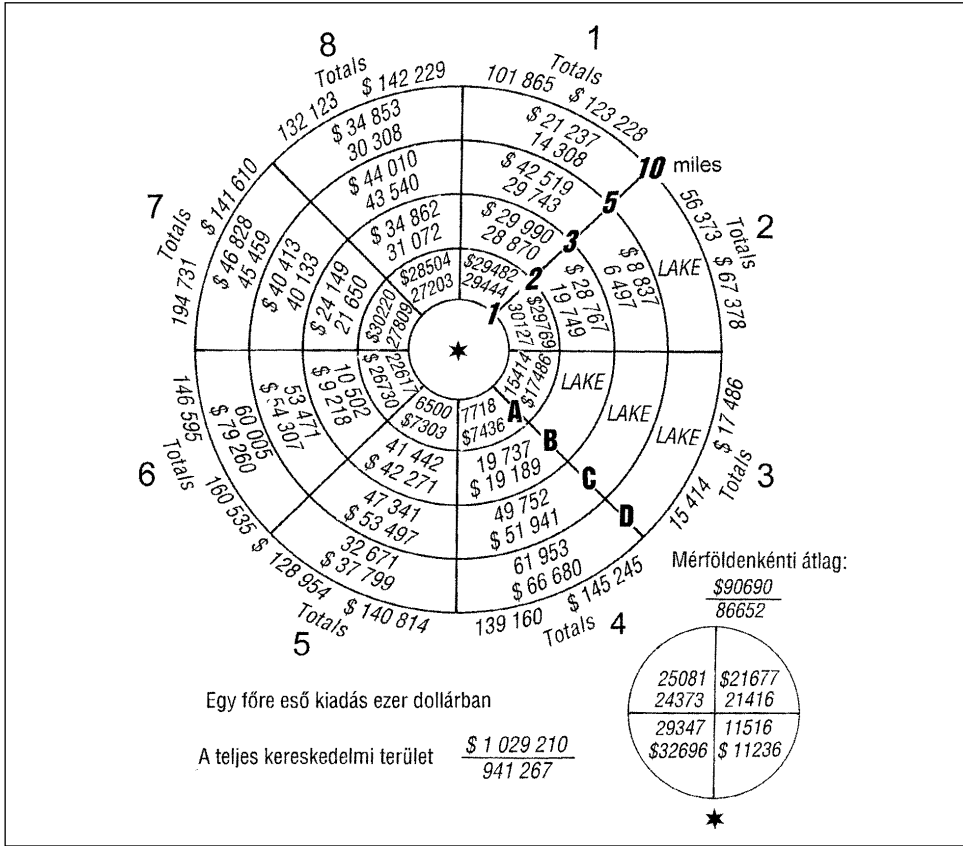 8
Totals
132 123 $ 142 229
$ 34 853
30 308
$ 44 010
43 540
$ 34 862
31 072
$28504
27203
1
Totals
101 865 $ 123 228
$ 21 237
14 308
$ 42 519
29 743
$ 29 990
28 870
$29482
29444
10 miles
5
3
2
1
2
Totals
56 373 $ 67 378
LAKE
$ 8 837
6 497
$ 28 767
19 749
$29769
30127
7
Totals
194 731 $ 141 610
$ 46 828
45 459
$ 40 413
40 133
$ 24 149
21 650
$30220
27809
22617
$ 26730
10 502
$ 9 218
53 471
$ 54 307
60 005
$ 79 260
146 595 160 535
Totals
6
6500
$7303
41 442
$ 42 271
47 341
$ 53 497
32 671
$ 37 799
$ 128 954 $ 140 814
Totals
5
7718
$7436
19 737
$ 19 189
49 752
$ 51 941
61 953
$ 66 680
139 160 $ 145 245
Totals
4
15414
$17486
LAKE
LAKE
LAKE
15 414 $ 17 486
Totals
3
A
B
C
D
Mérföldenkénti átlag:
$90690
86652
25081 $21677
24373 21416
29347 11516
$32696 $ 11236
Egy főre eső kiadás ezer dollárban
A teljes kereskedelmi terület $ 1 029 210
941 267